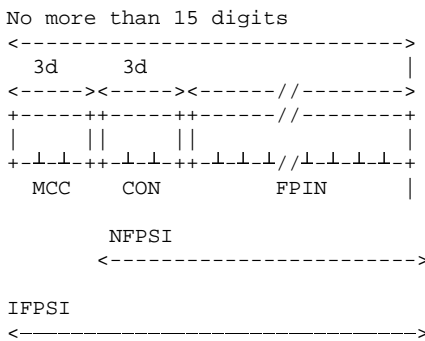 No more than 15 digits
3d 3d
MCC CON FPIN
NFPSI
IFPSI